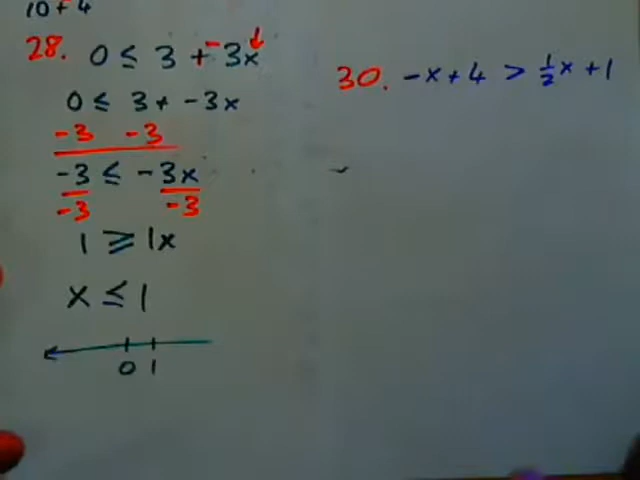 10 + 4
28. 0 ≤ 3 + -3x
0 ≤ 3 + -3x
-3 -3
-3 ≤ -3x
-3 -3
1 ≥ 1x
x ≤ 1
0 1
30. -x + 4 > 1/2 x + 1